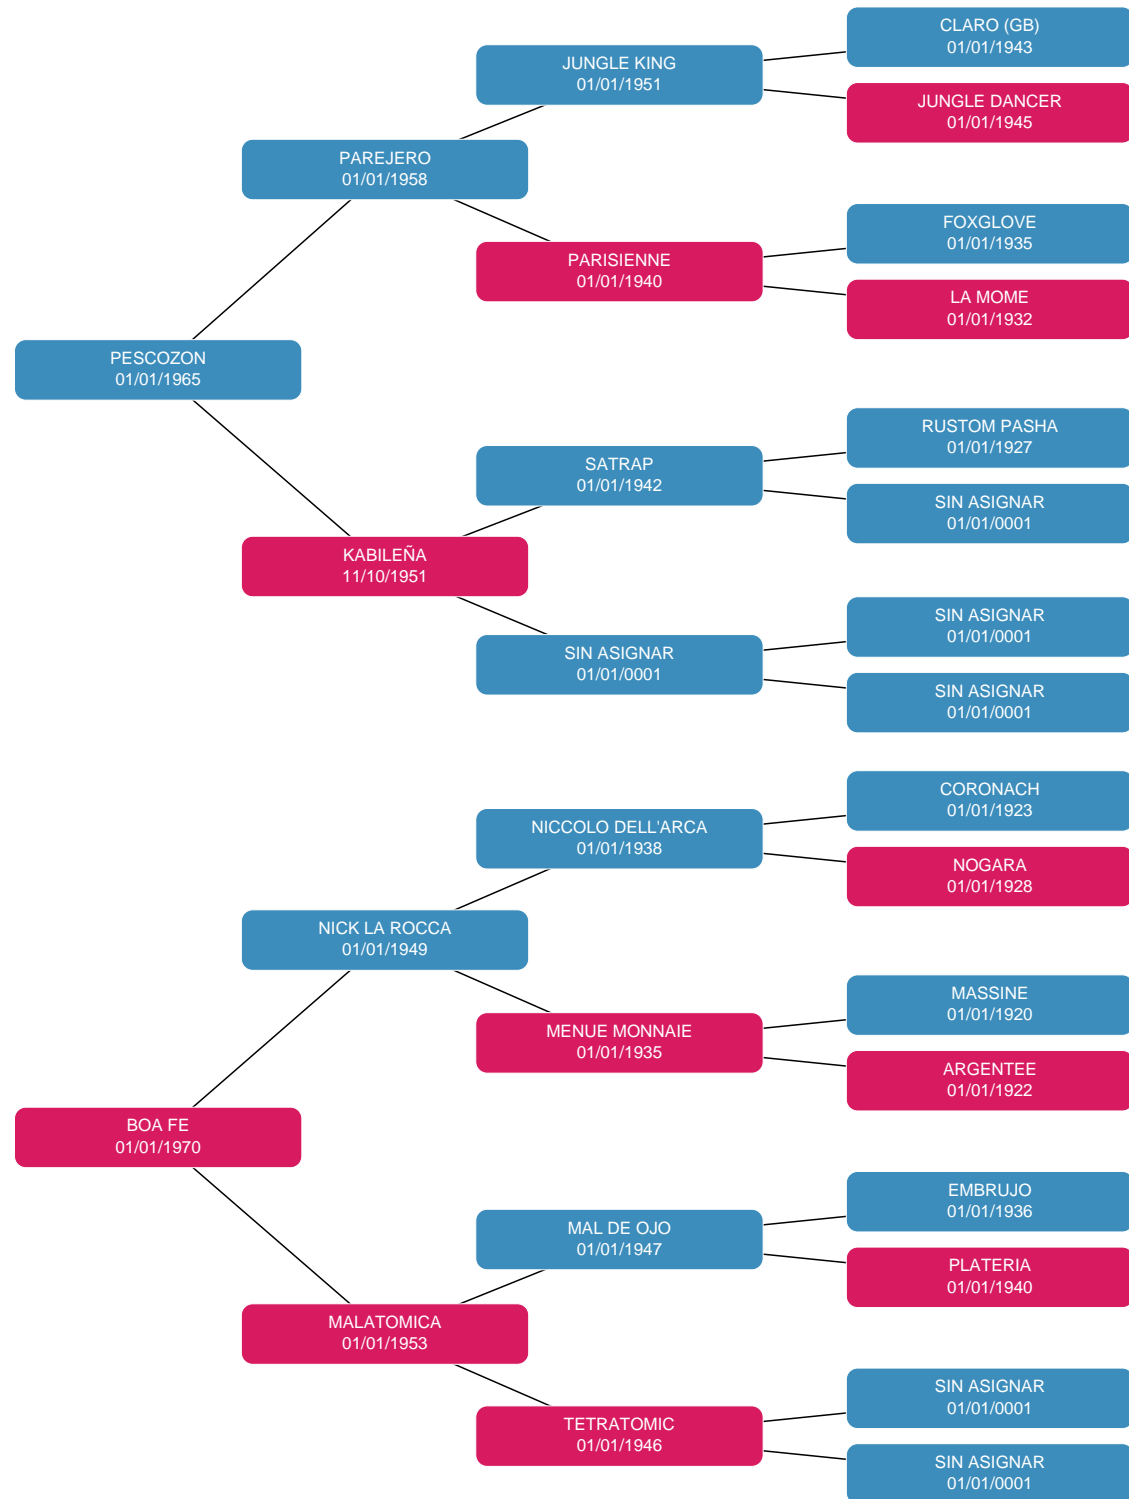 CLARO (GB)
01/01/1943
JUNGLE KING
01/01/1951
JUNGLE DANCER
01/01/1945
PAREJERO
01/01/1958
FOXGLOVE
01/01/1935
PARISIENNE
01/01/1940
LA MOME
01/01/1932
PESCOZON
01/01/1965
RUSTOM PASHA
01/01/1927
SATRAP
01/01/1942
SIN ASIGNAR
01/01/0001
KABILEÑA
11/10/1951
SIN ASIGNAR
01/01/0001
SIN ASIGNAR
01/01/0001
SIN ASIGNAR
01/01/0001
CORONACH
01/01/1923
NICCOLO DELL'ARCA
01/01/1938
NOGARA
01/01/1928
NICK LA ROCCA
01/01/1949
MASSINE
01/01/1920
MENUE MONNAIE
01/01/1935
ARGENTEE
01/01/1922
BOA FE
01/01/1970
EMBRUJO
01/01/1936
MAL DE OJO
01/01/1947
PLATERIA
01/01/1940
MALATOMICA
01/01/1953
SIN ASIGNAR
01/01/0001
TETRATOMIC
01/01/1946
SIN ASIGNAR
01/01/0001